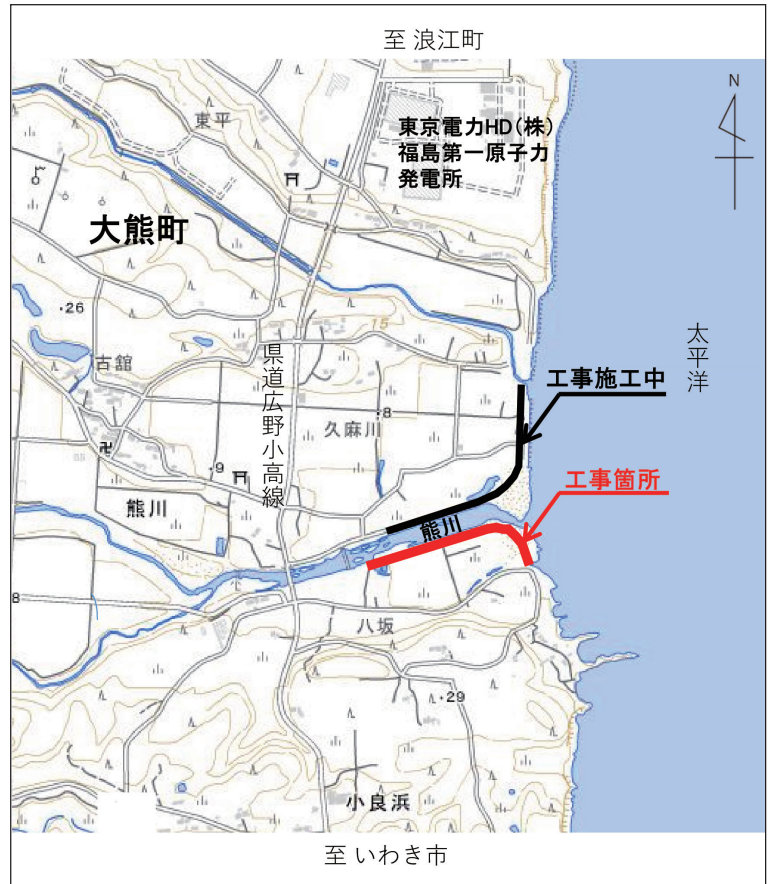 至 浪江町
N
東平
東京電力HD(株)
福島第一原子力
発電所
大熊町
26
15
古舘
県道広野小高線
太平洋
工事施工中
8
久麻川
9
工事箇所
熊川
熊川
8
八坂
29
小良浜
至 いわき市